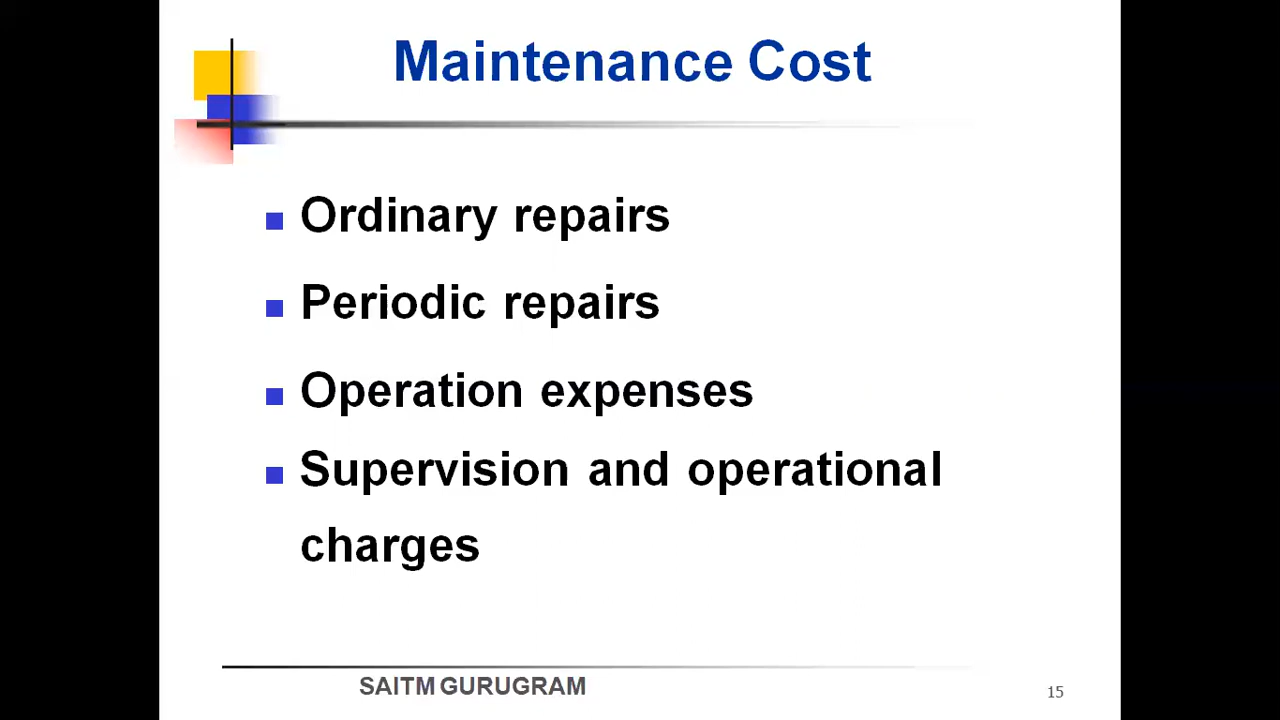 Maintenance Cost
Ordinary repairs
Periodic repairs
Operation expenses
Supervision and operational
charges
SAITM GURUGRAM
15